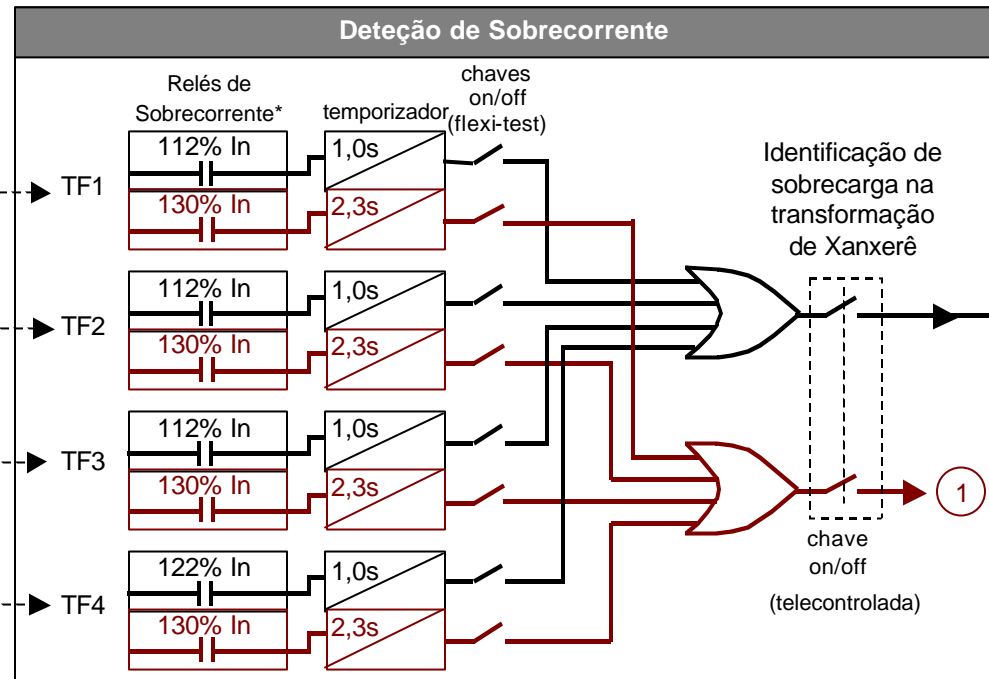 Deteção de Sobrecorrente
Relés de
Sobrecorrente*
temporizador
chaves
on/off
(flexi-test)
TF1
112% In
1,0s
130% In
2,3s
TF2
112% In
1,0s
130% In
2,3s
TF3
112% In
1,0s
130% In
2,3s
TF4
122% In
1,0s
130% In
2,3s
Identificação de
sobrecarga na
transformação
de Xanxerê
1
chave
on/off
(telecontrolada)